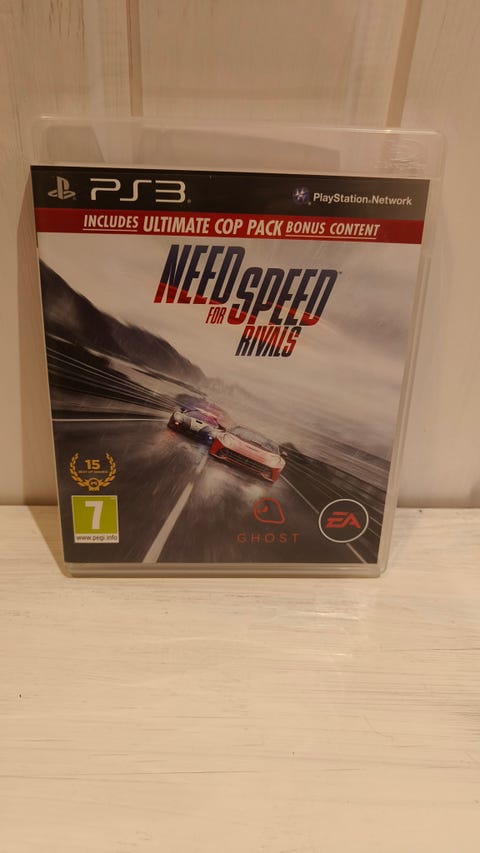 PS3
PlayStation®Network
INCLUDES ULTIMATE COP PACK BONUS CONTENT
NEED
FOR SPEED™
RIVALS
15
7
www.pegi.info
GHOST
EA